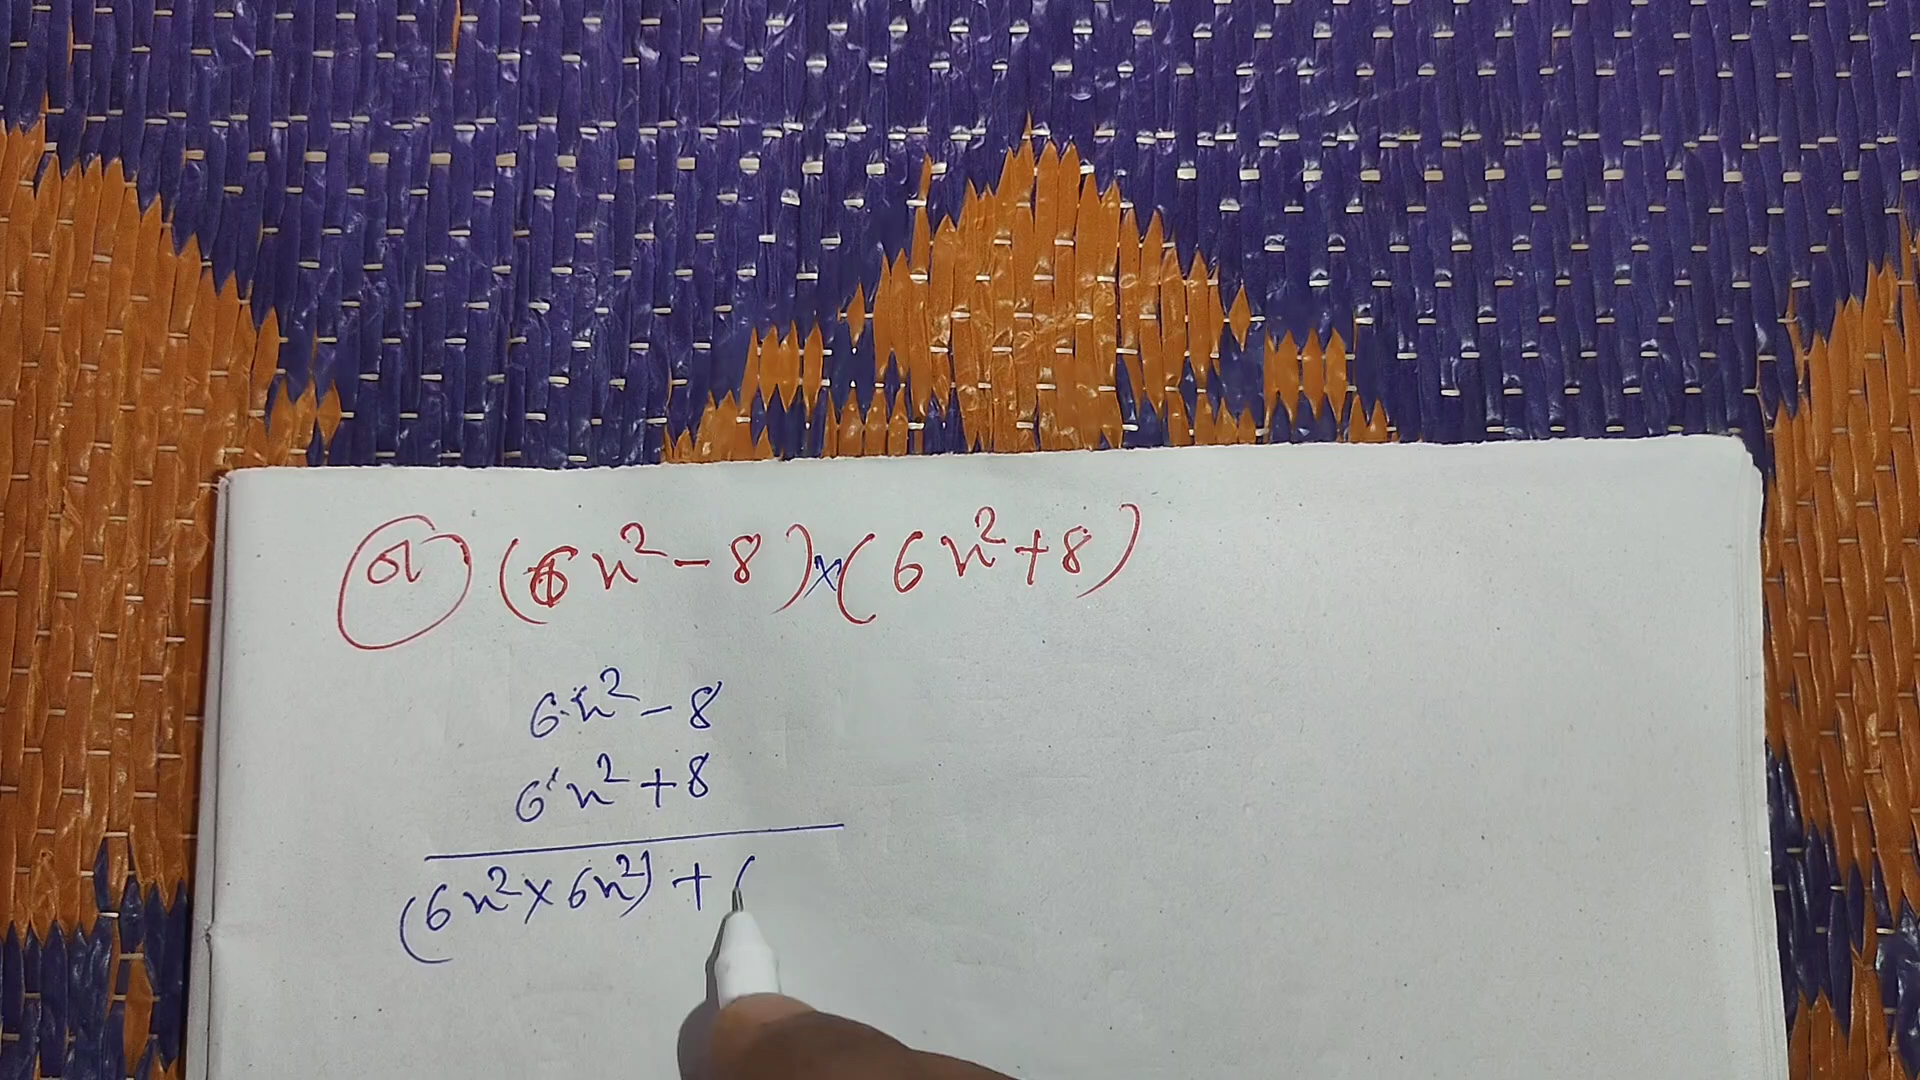 a (6x² - 8) × (6x² + 8)
6x² - 8
6x² + 8
(6x² × 6x²) + (